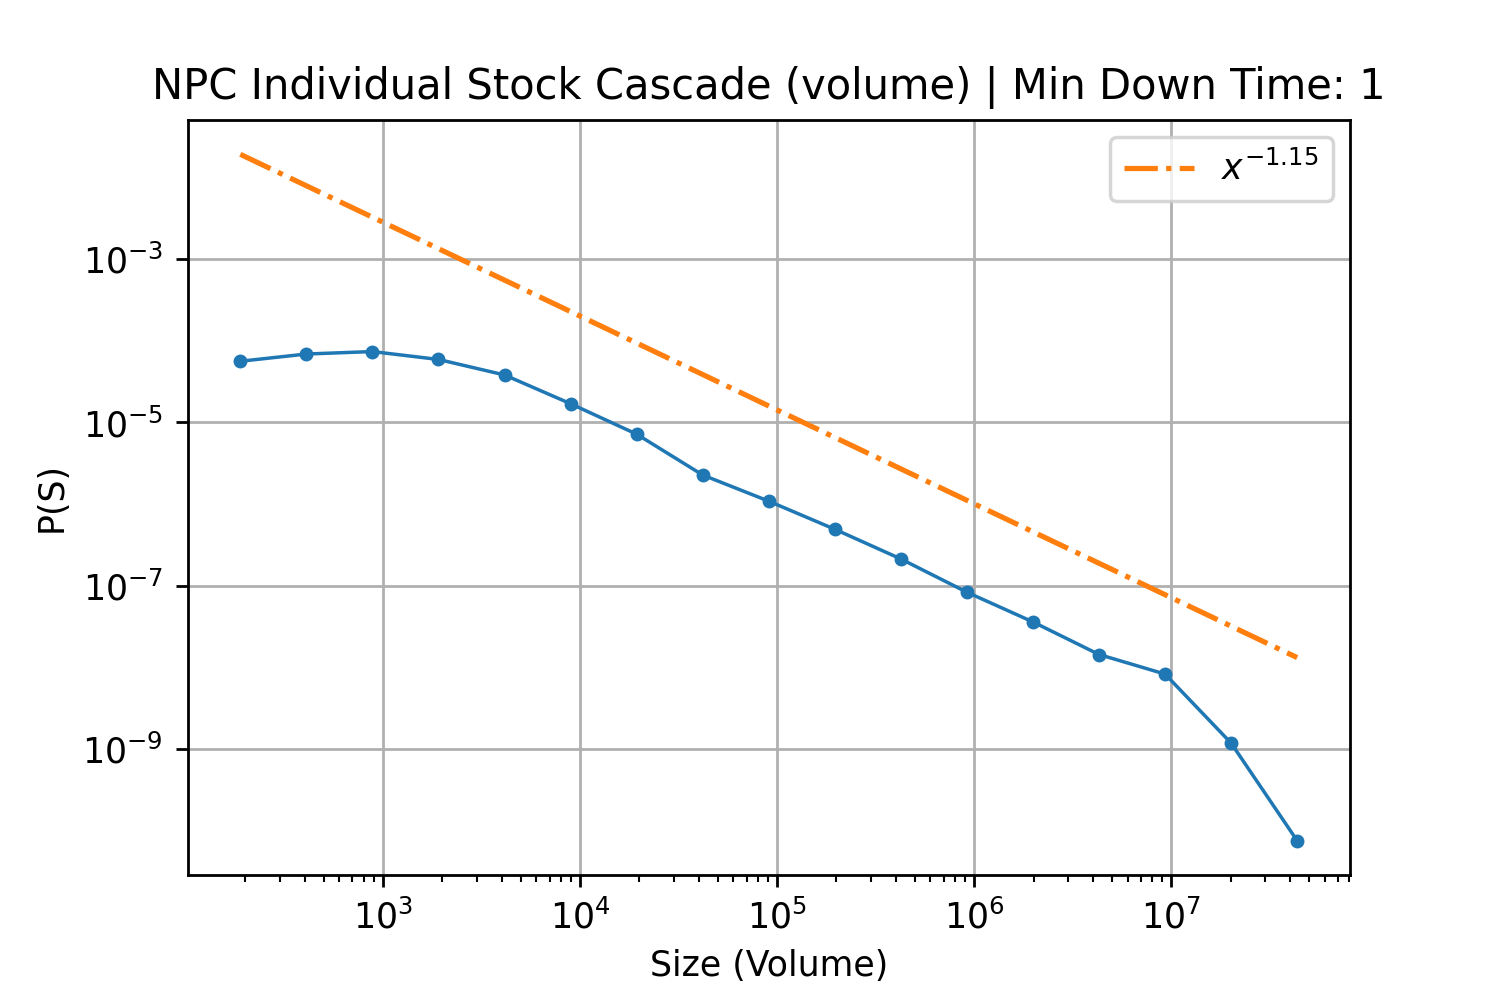 NPC Individual Stock Cascade (volume) | Min Down Time: 1
x^{-1.15}
10^{-3}
10^{-5}
10^{-7}
10^{-9}
P(S)
10^3 10^4 10^5 10^6 10^7
Size (Volume)